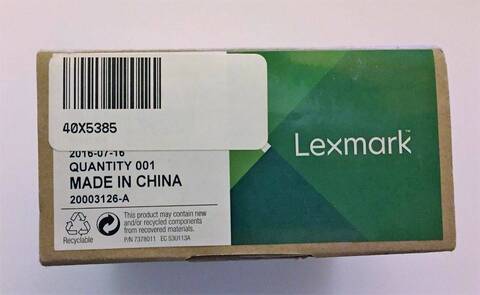 40X5385
2016-07-16
QUANTITY 001
MADE IN CHINA
20003126-A
Lexmark™
Recyclable
This product may contain new
and/or recycled components
from recovered materials.
P/N 7378011 EC 53U113A